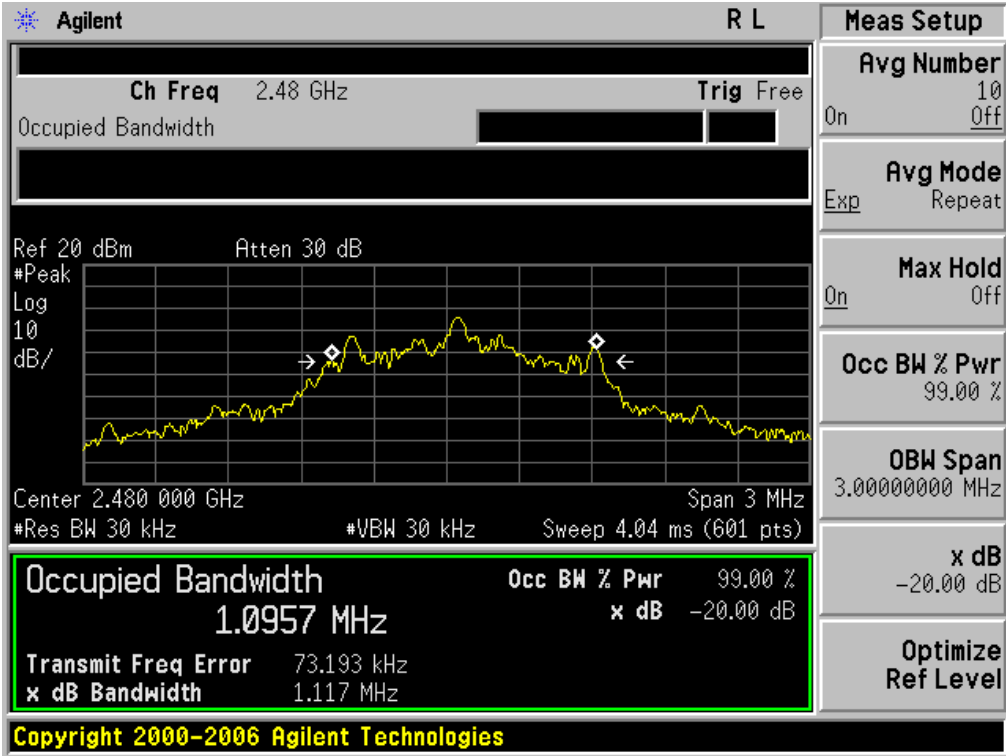 Agilent R L
Ch Freq 2.48 GHz Trig Free
Occupied Bandwidth
Ref 20 dBm Atten 30 dB
#Peak
Log
10
dB/
Center 2.480 000 GHz Span 3 MHz
#Res BW 30 kHz #VBW 30 kHz Sweep 4.04 ms (601 pts)
Occupied Bandwidth Occ BW % Pwr 99.00 %
1.0957 MHz x dB -20.00 dB
Transmit Freq Error 73.193 kHz
x dB Bandwidth 1.117 MHz
Copyright 2000-2006 Agilent Technologies
Meas Setup
Avg Number
10
On Off
Avg Mode
Exp Repeat
Max Hold
On Off
Occ BW % Pwr
99.00 %
OBW Span
3.00000000 MHz
x dB
-20.00 dB
Optimize
Ref Level